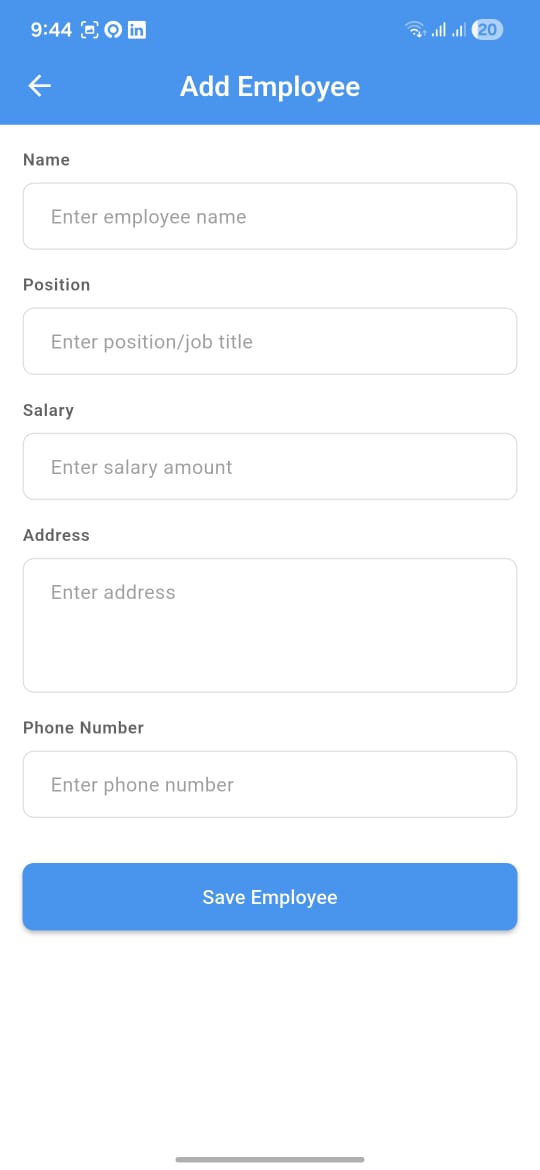 9:44 in 20
Add Employee
Name
Enter employee name
Position
Enter position/job title
Salary
Enter salary amount
Address
Enter address
Phone Number
Enter phone number
Save Employee